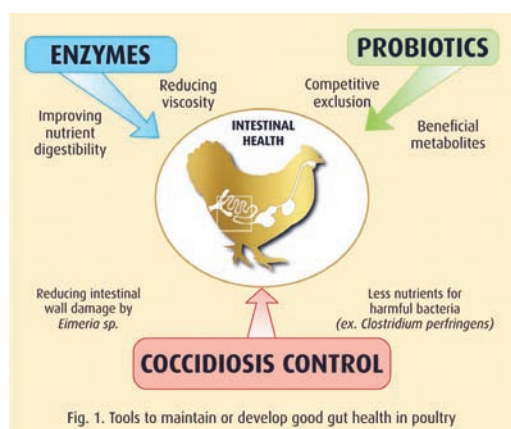 ENZYMES
PROBIOTICS
Reducing
viscosity
Competitive
exclusion
Improving
nutrient
digestibility
Beneficial
metabolites
INTESTINAL
HEALTH
Reducing intestinal
wall damage by
Eimeria sp.
Less nutrients for
harmful bacteria
(ex. Clostridium perfringens)
COCCIDIOSIS CONTROL
Fig. 1. Tools to maintain or develop good gut health in poultry